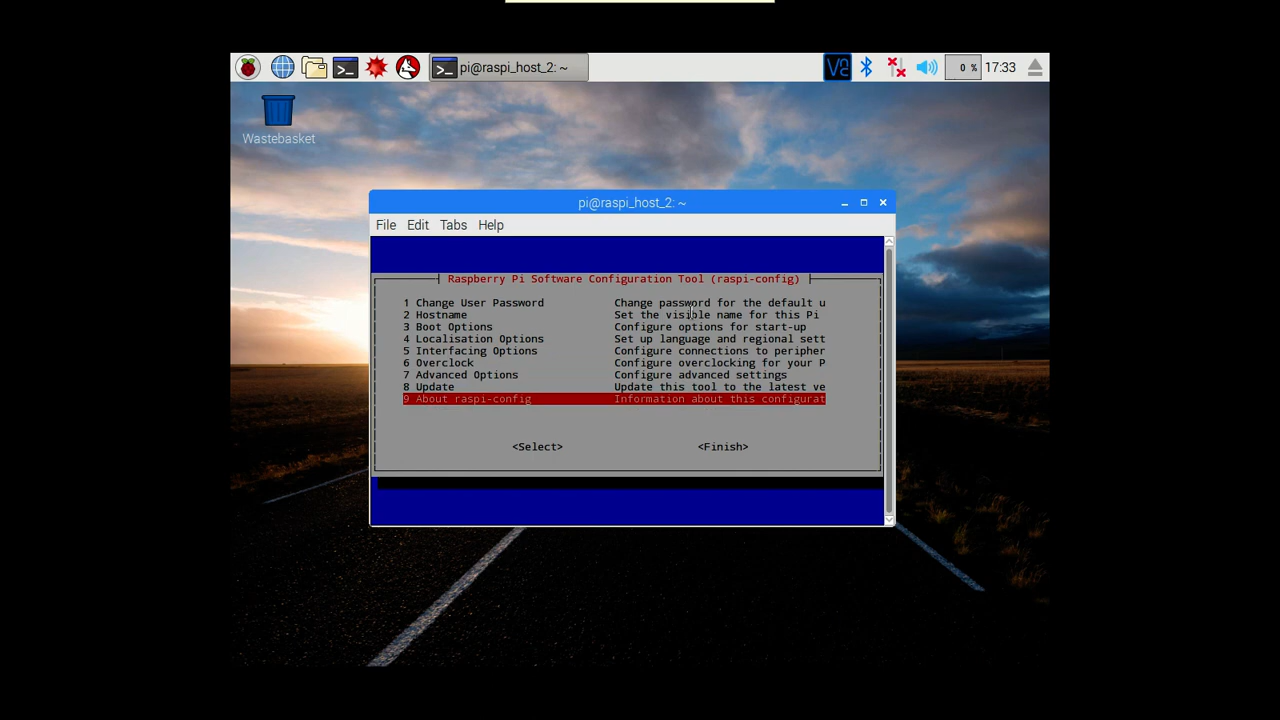 pi@raspi_host_2: ~
0 %
17:33
Wastebasket
pi@raspi_host_2: ~
File Edit Tabs Help
Raspberry Pi Software Configuration Tool (raspi-config)
1 Change User Password Change password for the default u
2 Hostname Set the visible name for this Pi
3 Boot Options Configure options for start-up
4 Localisation Options Set up language and regional sett
5 Interfacing Options Configure connections to peripher
6 Overclock Configure overclocking for your P
7 Advanced Options Configure advanced settings
8 Update Update this tool to the latest ve
9 About raspi-config Information about this configurat
<Select> <Finish>